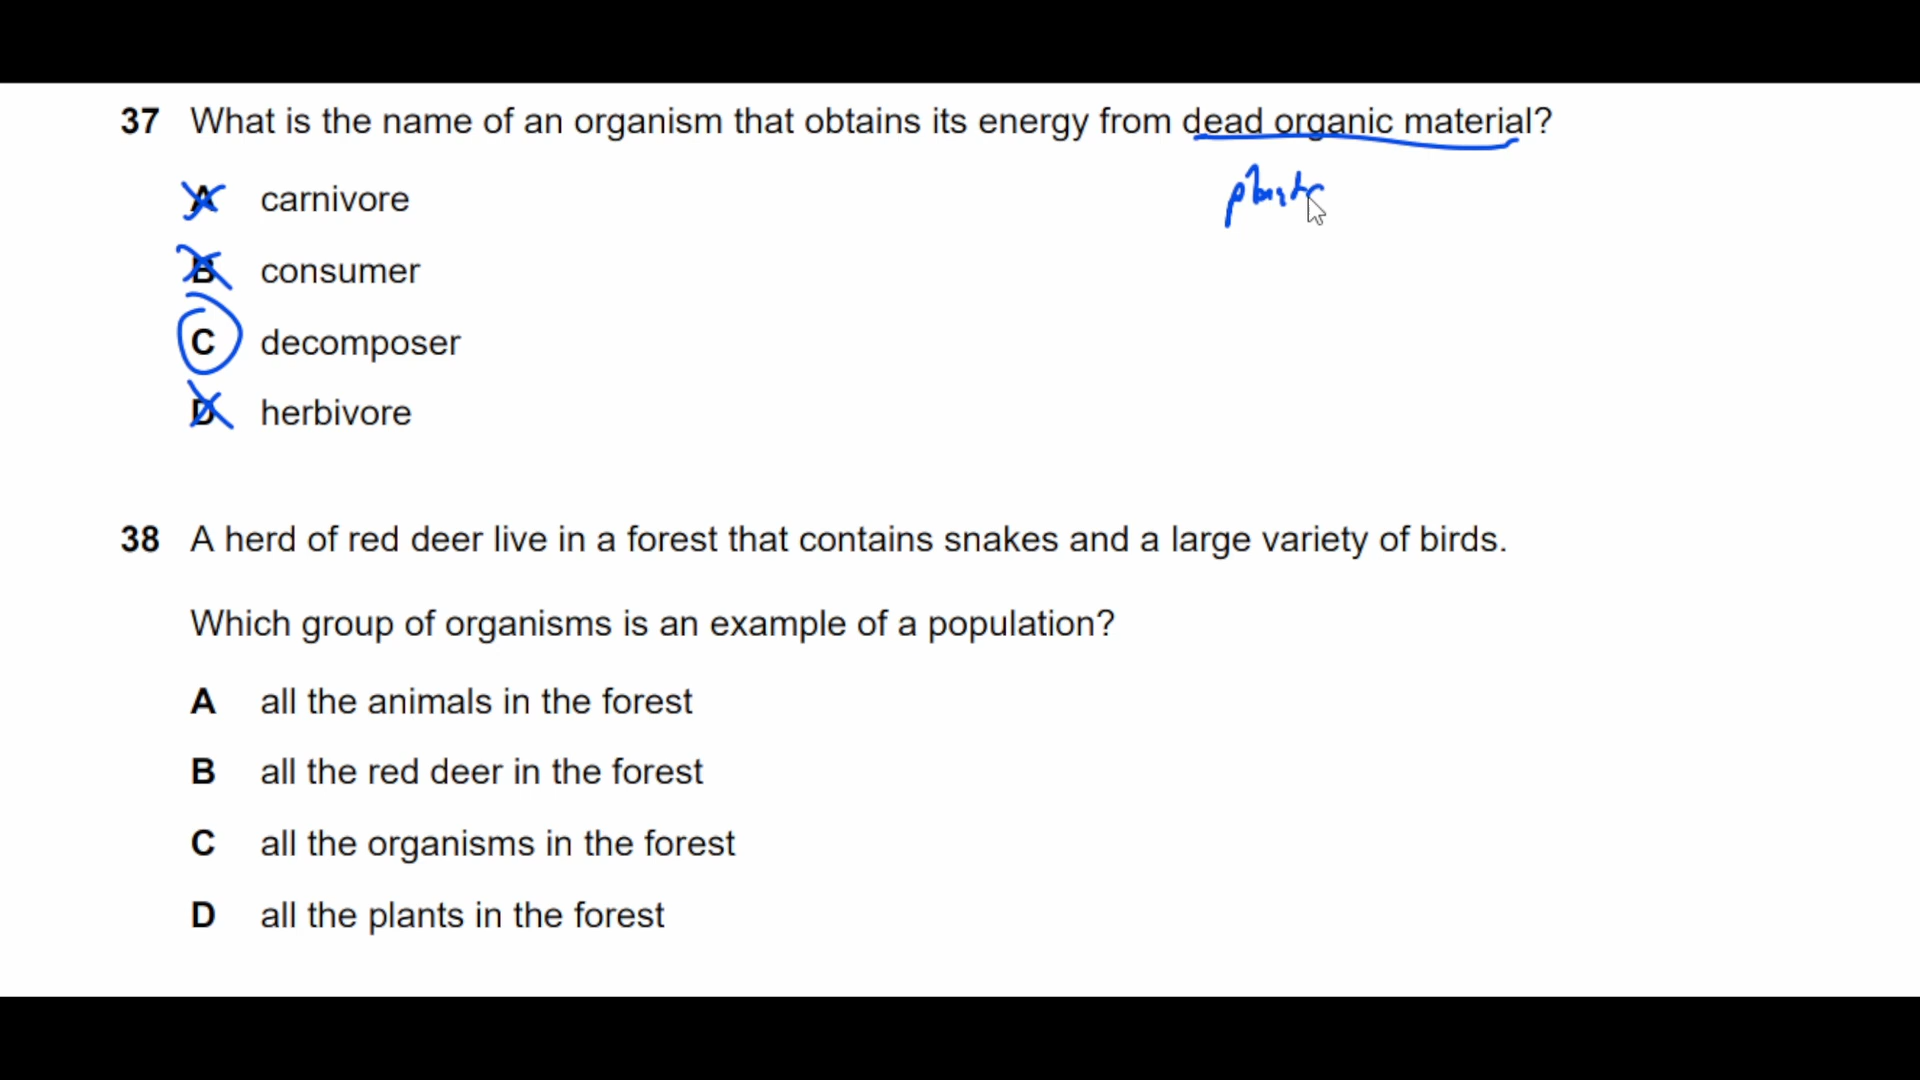 37 What is the name of an organism that obtains its energy from dead organic material?
plants
A carnivore
B consumer
C decomposer
D herbivore
38 A herd of red deer live in a forest that contains snakes and a large variety of birds.
Which group of organisms is an example of a population?
A all the animals in the forest
B all the red deer in the forest
C all the organisms in the forest
D all the plants in the forest